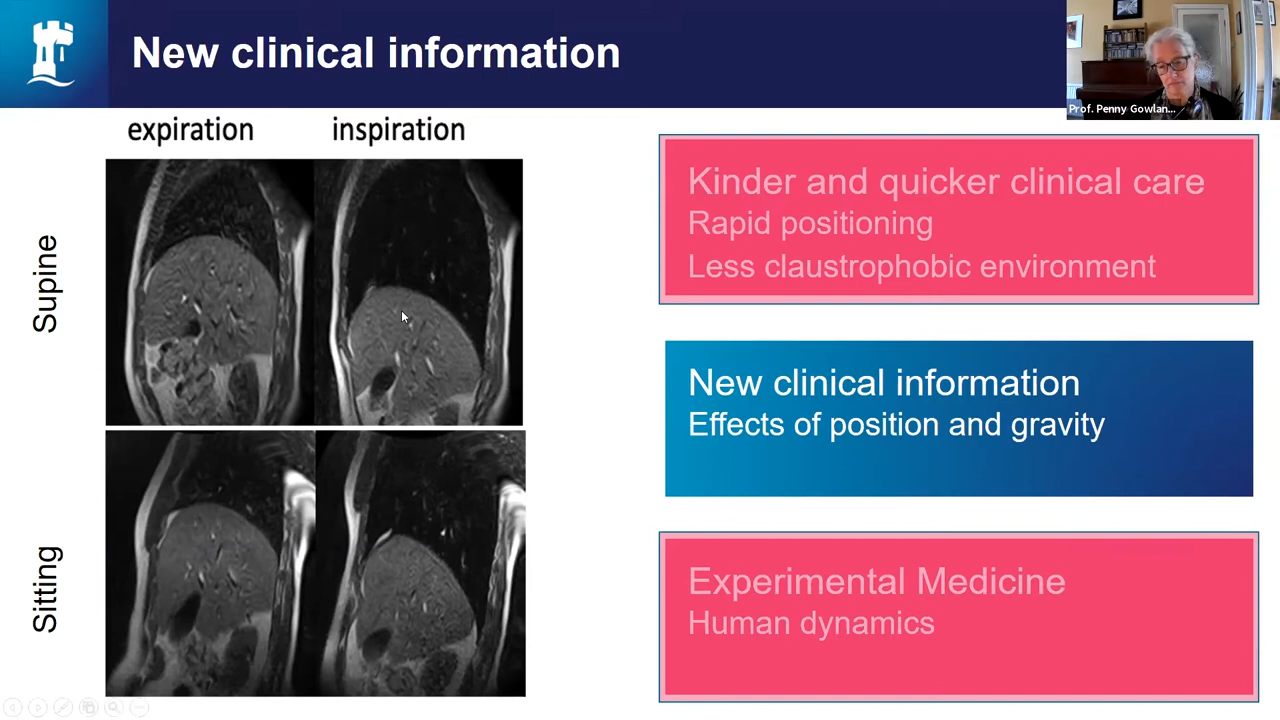 New clinical information
Prof. Penny Gowlan...
expiration inspiration
Supine
Sitting
Kinder and quicker clinical care
Rapid positioning
Less claustrophobic environment
New clinical information
Effects of position and gravity
Experimental Medicine
Human dynamics